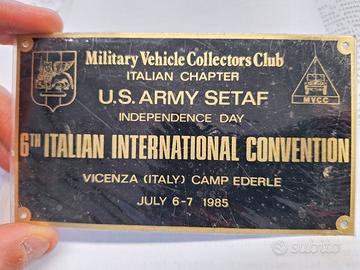 Military Vehicle Collectors Club
ITALIAN CHAPTER
U.S. ARMY SETAF
INDEPENDENCE DAY
MVCC
6TH ITALIAN INTERNATIONAL CONVENTION
VICENZA (ITALY) CAMP EDERLE
JULY 6-7 1985
subito